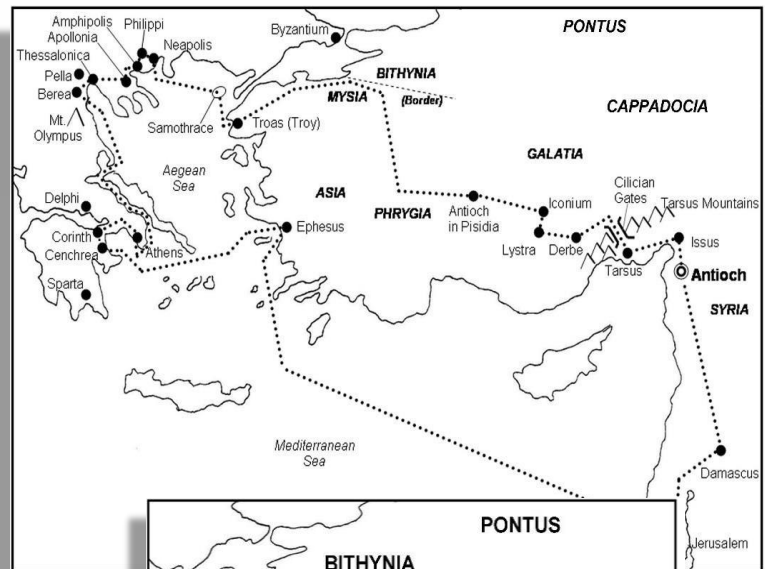 Amphipolis
Philippi
Apollonia
Neapolis
Thessalonica
Pella
Berea
Mt.
Olympus
Samothrace
Byzantium
PONTUS
BITHYNIA
MYSIA
(Border)
CAPPADOCIA
Troas (Troy)
GALATIA
Aegean
Sea
ASIA
PHRYGIA
Delphi
Corinth
Cenchrea
Athens
Sparta
Ephesus
Antioch
in Pisidia
Iconium
Lystra
Derbe
Cilician
Gates
Tarsus Mountains
Tarsus
Issus
Antioch
SYRIA
Mediterranean
Sea
Damascus
Jerusalem
PONTUS
BITHYNIA